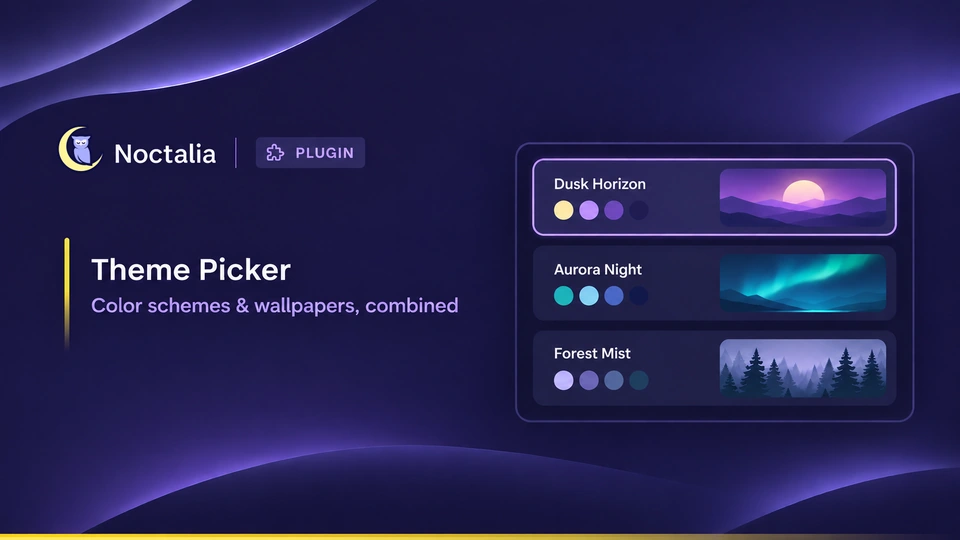 Noctalia
PLUGIN
Theme Picker
Color schemes & wallpapers, combined
Dusk Horizon
Aurora Night
Forest Mist